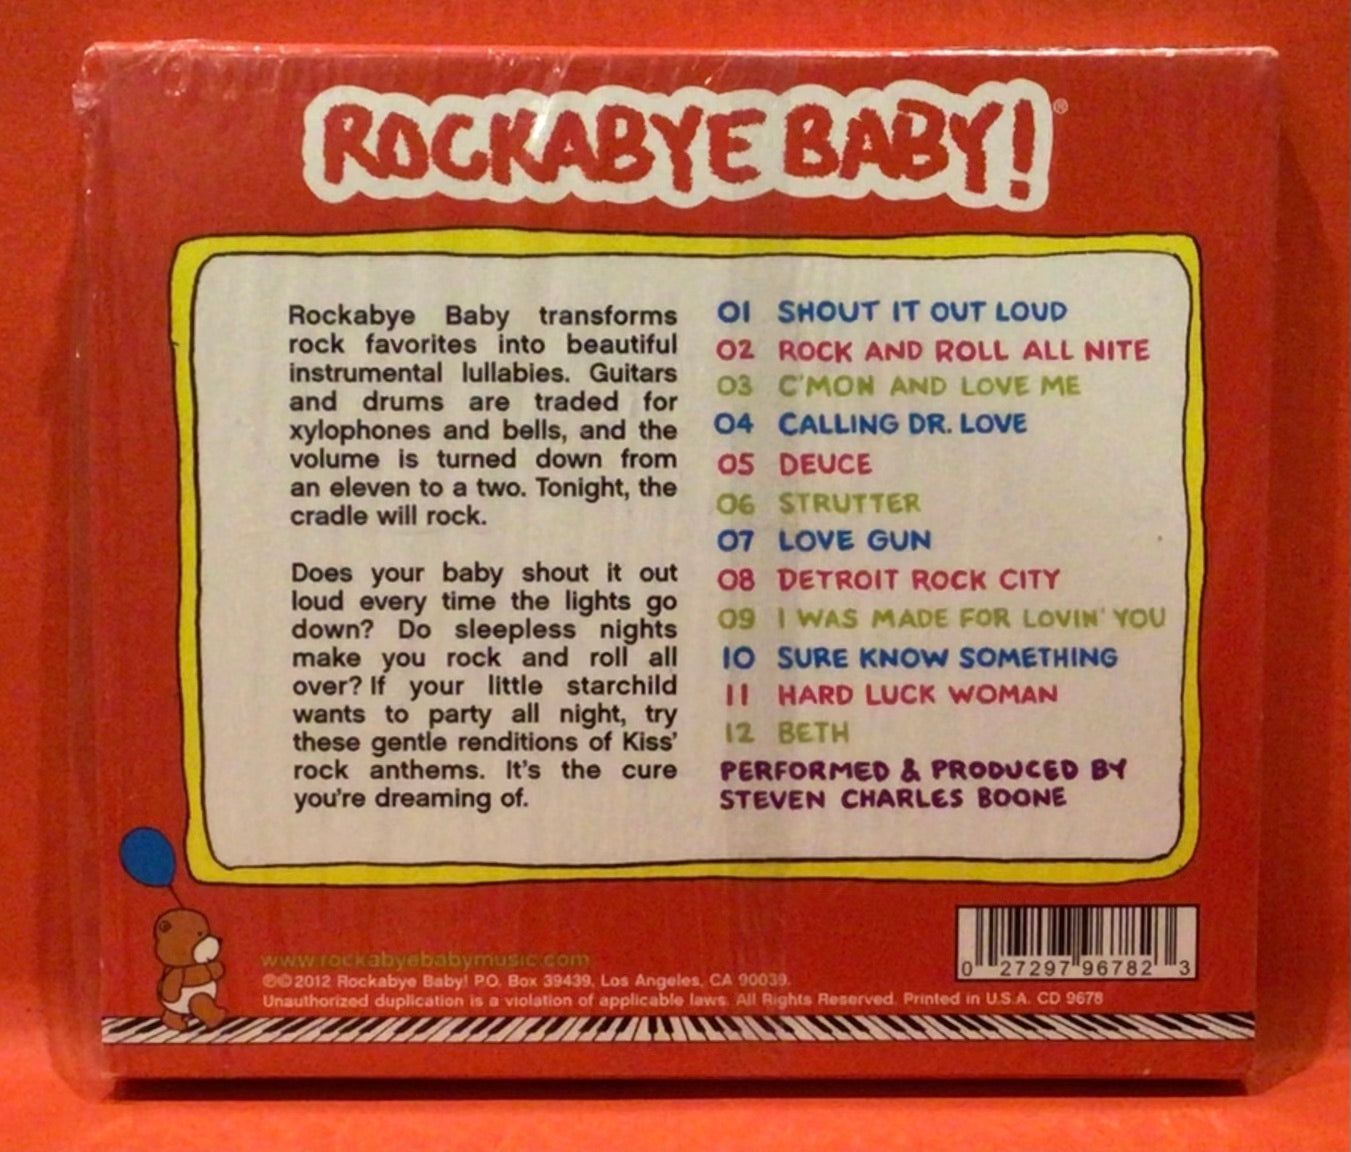 ROCKABYE BABY!®
Rockabye Baby transforms
rock favorites into beautiful
instrumental lullabies. Guitars
and drums are traded for
xylophones and bells, and the
volume is turned down from
an eleven to a two. Tonight, the
cradle will rock.
Does your baby shout it out
loud every time the lights go
down? Do sleepless nights
make you rock and roll all
over? If your little starchild
wants to party all night, try
these gentle renditions of Kiss'
rock anthems. It's the cure
you're dreaming of.
01 SHOUT IT OUT LOUD
02 ROCK AND ROLL ALL NITE
03 C'MON AND LOVE ME
04 CALLING DR. LOVE
05 DEUCE
06 STRUTTER
07 LOVE GUN
08 DETROIT ROCK CITY
09 I WAS MADE FOR LOVIN' YOU
10 SURE KNOW SOMETHING
11 HARD LUCK WOMAN
12 BETH
PERFORMED & PRODUCED BY
STEVEN CHARLES BOONE
www.rockabyebabymusic.com
℗© 2012 Rockabye Baby! P.O. Box 39439, Los Angeles, CA 90039.
Unauthorized duplication is a violation of applicable laws. All Rights Reserved. Printed in U.S.A. CD 9678
0 27297 96782 3